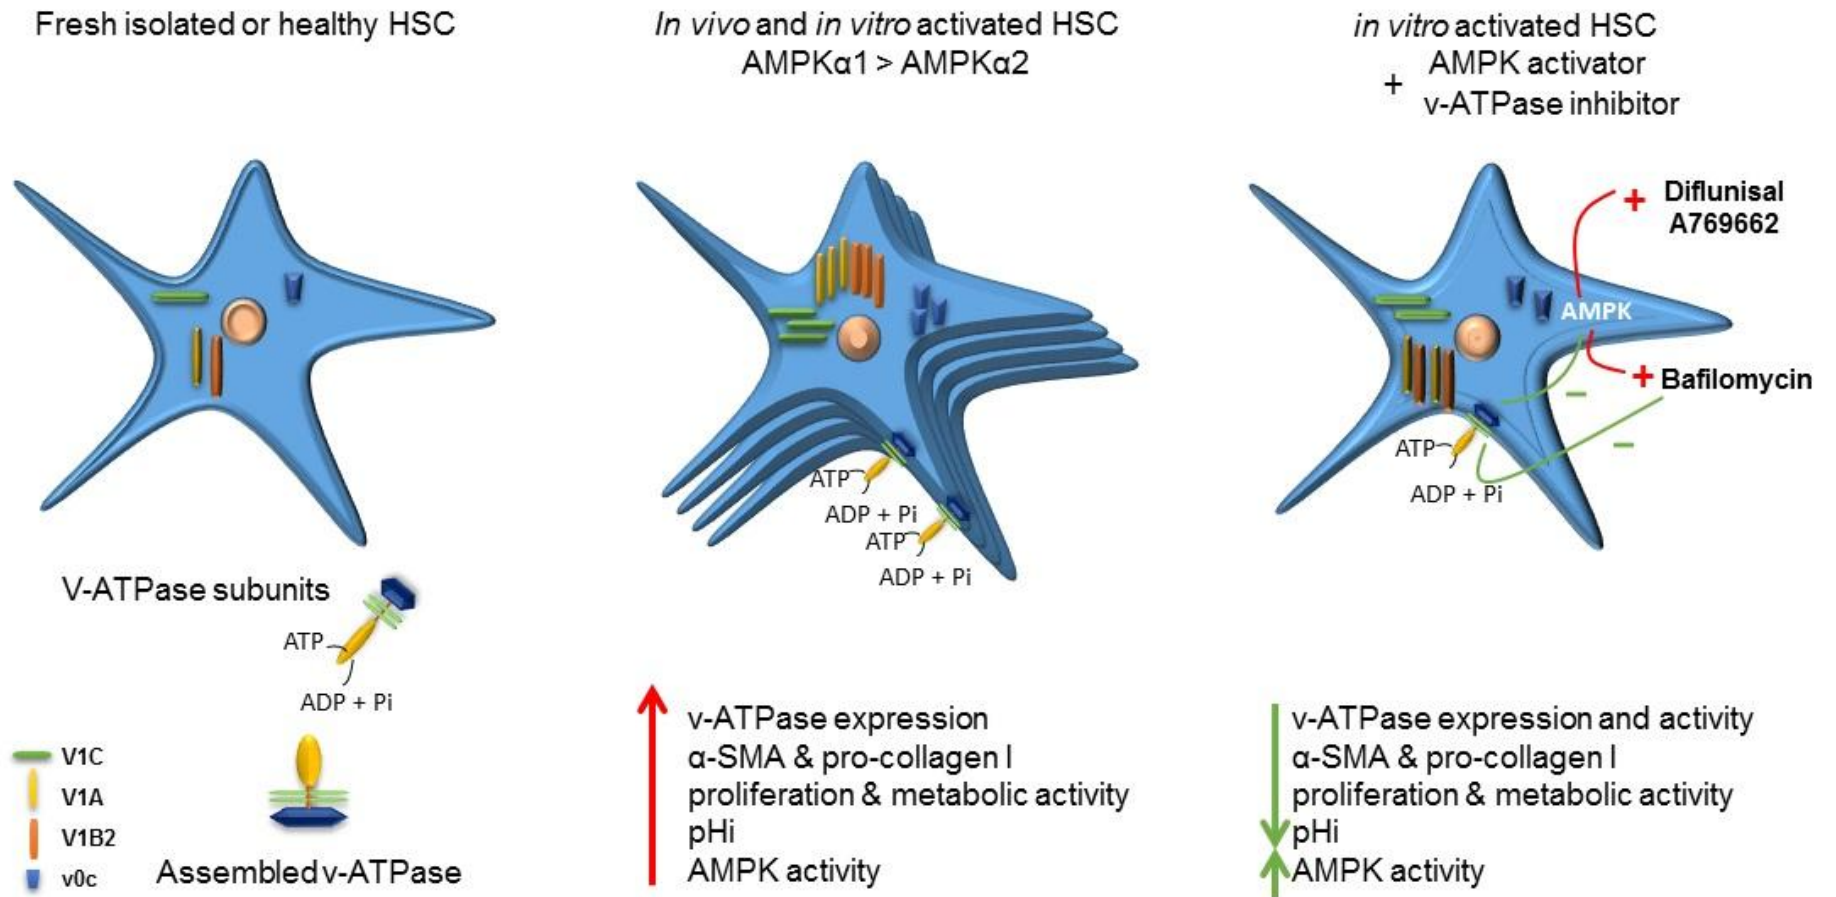 Fresh isolated or healthy HSC
In vivo and in vitro activated HSC
AMPKα1 > AMPKα2
in vitro activated HSC
+
AMPK activator
v-ATPase inhibitor
+ Diflunisal
A769662
AMPK
+ Bafilomycin
−
−
ATP
ADP + Pi
ATP
ADP + Pi
ATP
ADP + Pi
V-ATPase subunits
ATP
ADP + Pi
V1C
V1A
V1B2
v0c
Assembled v-ATPase
v-ATPase expression
α-SMA & pro-collagen I
proliferation & metabolic activity
pHi
AMPK activity
v-ATPase expression and activity
α-SMA & pro-collagen I
proliferation & metabolic activity
pHi
AMPK activity